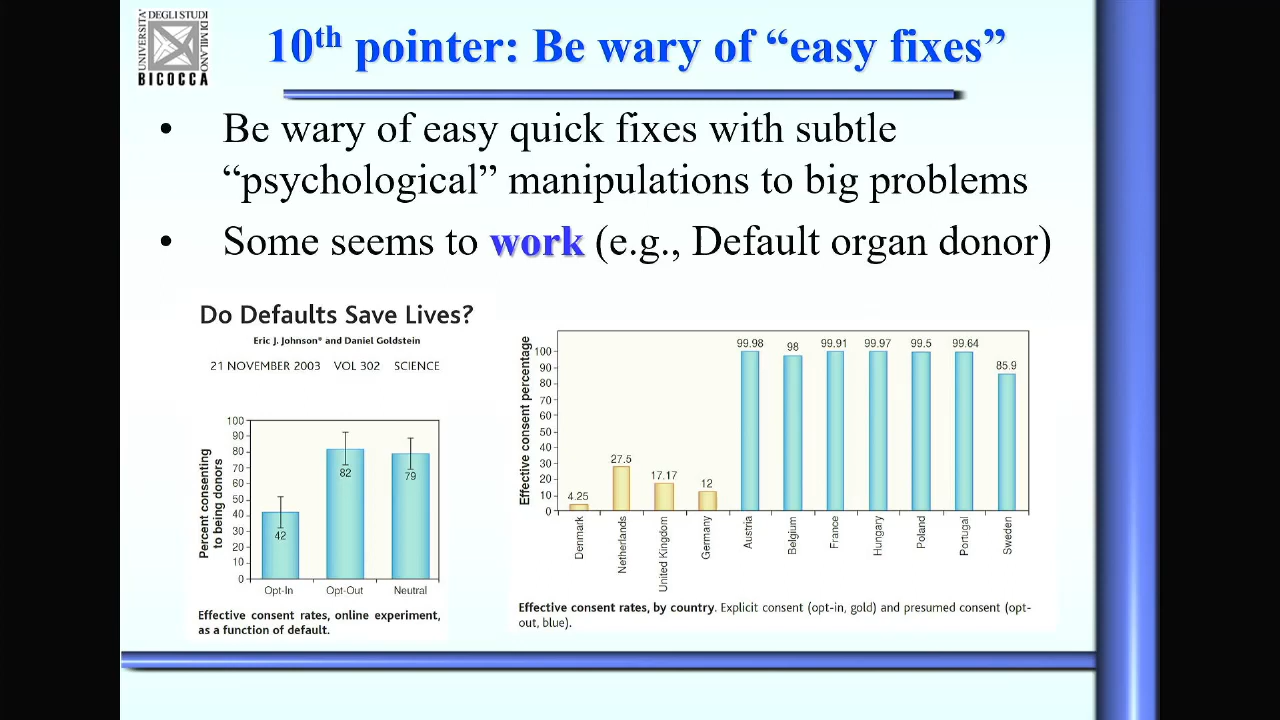 UNIVERSITA'
DEGLI STUDI
DI MILANO
BICOCCA
10th pointer: Be wary of “easy fixes”
• Be wary of easy quick fixes with subtle
“psychological” manipulations to big problems
• Some seems to work (e.g., Default organ donor)
Do Defaults Save Lives?
Eric J. Johnson* and Daniel Goldstein
21 NOVEMBER 2003 VOL 302 SCIENCE
Percent consenting
to being donors
100
90
80
70
60
50
40
30
20
10
0
42
82
79
Opt-In Opt-Out Neutral
Effective consent rates, online experiment,
as a function of default.
Effective consent percentage
100
90
80
70
60
50
40
30
20
10
0
4.25
27.5
17.17
12
99.98
98
99.91
99.97
99.5
99.64
85.9
Denmark
Netherlands
United Kingdom
Germany
Austria
Belgium
France
Hungary
Poland
Portugal
Sweden
Effective consent rates, by country. Explicit consent (opt-in, gold) and presumed consent (opt-
out, blue).